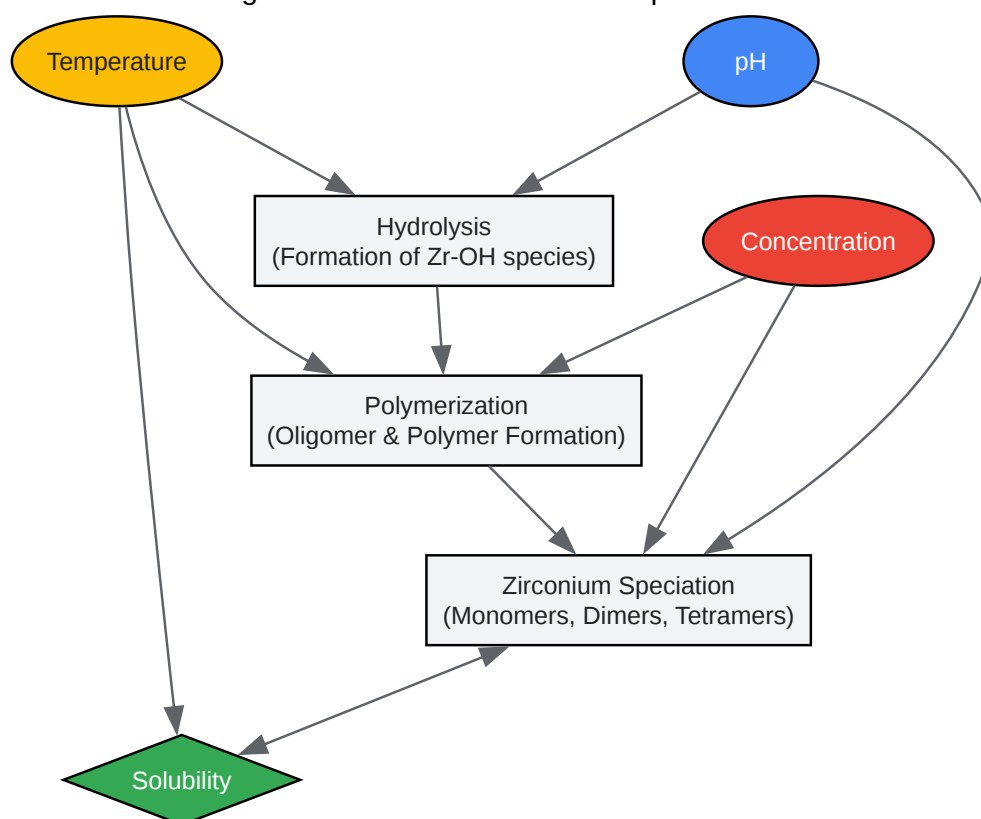 Temperature
pH
Hydrolysis
(Formation of Zr-OH species)
Concentration
Polymerization
(Oligomer & Polymer Formation)
Zirconium Speciation
(Monomers, Dimers, Tetramers)
Solubility